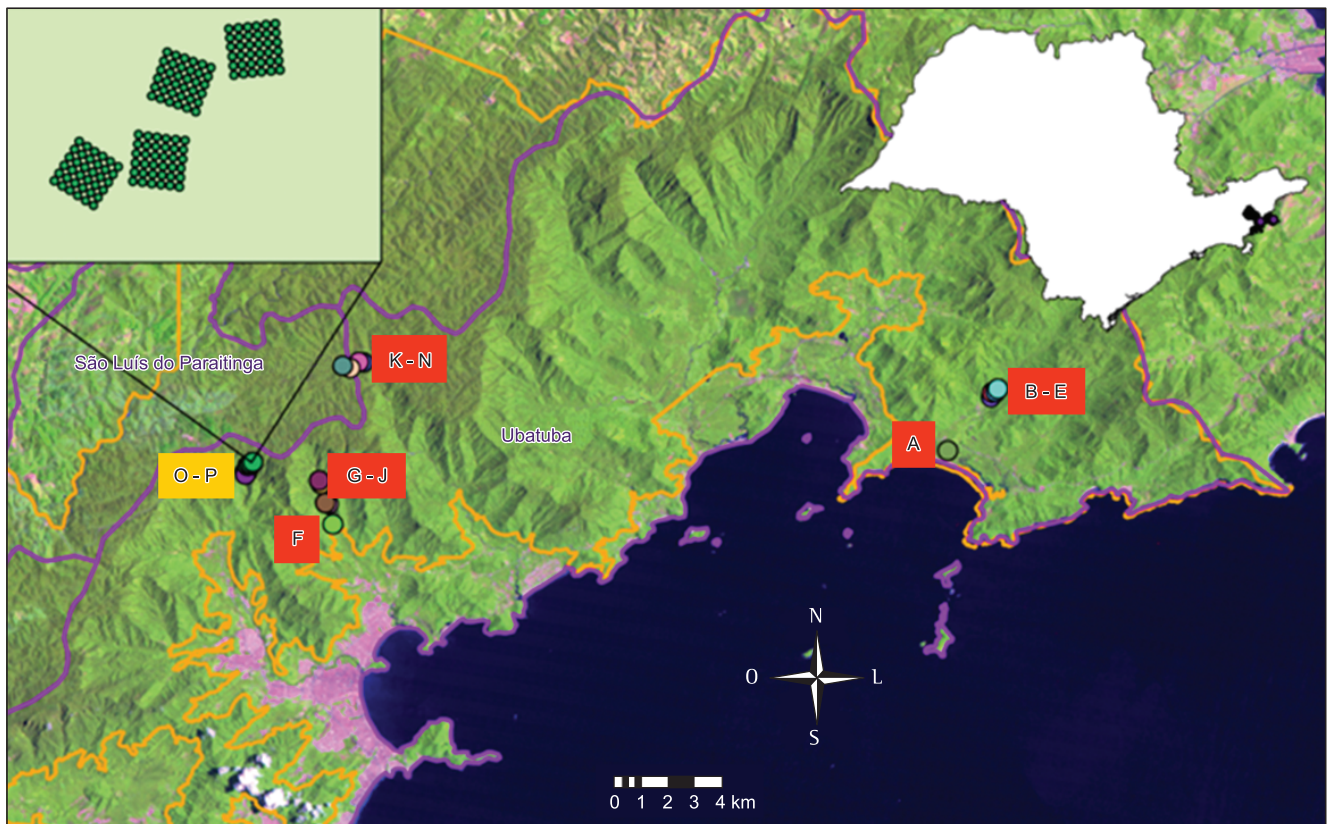 São Luís do Paraitinga
K - N
B - E
Ubatuba
A
O - P
G - J
F
N
O
L
S
0 1 2 3 4 km